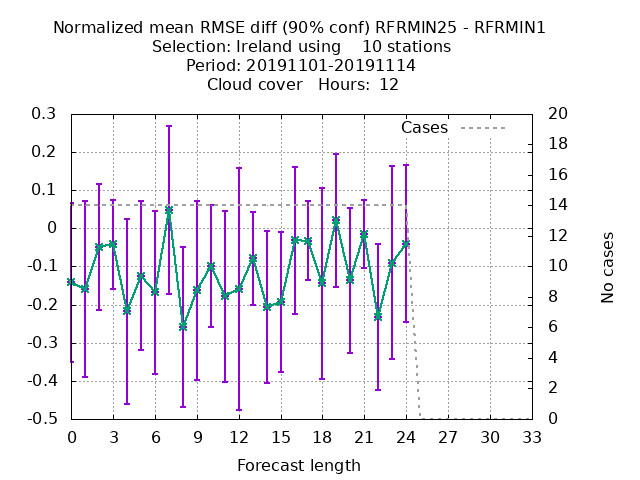 Normalized mean RMSE diff (90% conf) RFRMIN25 - RFRMIN1
Selection: Ireland using 10 stations
Period: 20191101-20191114
Cloud cover Hours: 12
Cases
0.3
0.2
0.1
0
-0.1
-0.2
-0.3
-0.4
-0.5
20
18
16
14
12
10
8
6
4
2
0
No cases
0 3 6 9 12 15 18 21 24 27 30 33
Forecast length